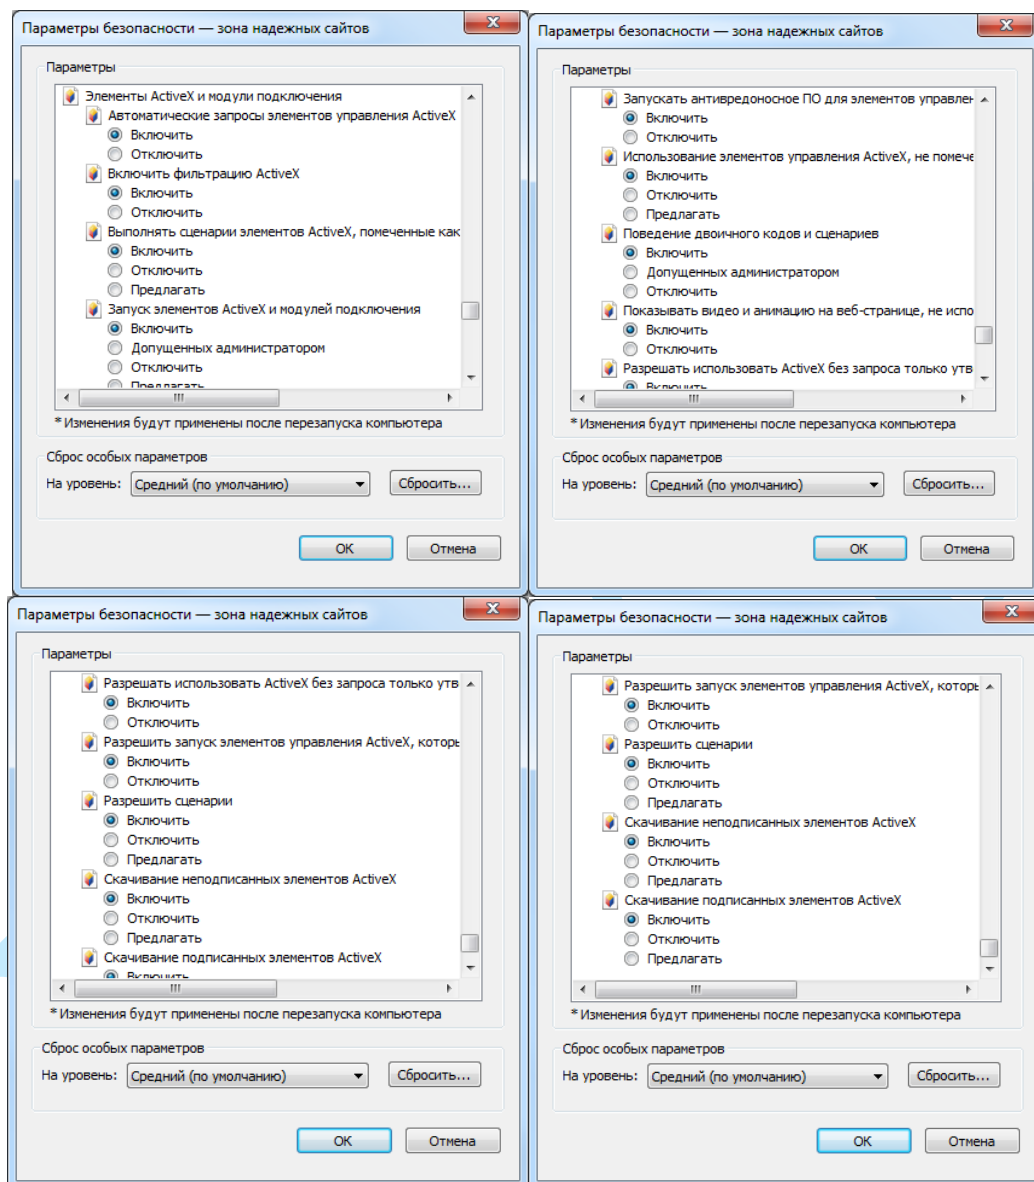 Параметры безопасности — зона надежных сайтов
Параметры
Элементы ActiveX и модули подключения
Автоматические запросы элементов управления ActiveX
Включить
Отключить
Включить фильтрацию ActiveX
Включить
Отключить
Выполнять сценарии элементов ActiveX, помеченные как
Включить
Отключить
Предлагать
Запуск элементов ActiveX и модулей подключения
Включить
Допущенных администратором
Отключить
Предлагать
* Изменения будут применены после перезапуска компьютера
Сброс особых параметров
На уровень: Средний (по умолчанию) Сбросить...
ОК Отмена
Параметры безопасности — зона надежных сайтов
Параметры
Запускать антивредоносное ПО для элементов управлен
Включить
Отключить
Использование элементов управления ActiveX, не помече
Включить
Отключить
Предлагать
Поведение двоичного кодов и сценариев
Включить
Допущенных администратором
Отключить
Показывать видео и анимацию на веб-странице, не испо
Включить
Отключить
Разрешать использовать ActiveX без запроса только утв
Включить
* Изменения будут применены после перезапуска компьютера
Сброс особых параметров
На уровень: Средний (по умолчанию) Сбросить...
ОК Отмена
Параметры безопасности — зона надежных сайтов
Параметры
Разрешать использовать ActiveX без запроса только утв
Включить
Отключить
Разрешить запуск элементов управления ActiveX, которы
Включить
Отключить
Разрешить сценарии
Включить
Отключить
Предлагать
Скачивание неподписанных элементов ActiveX
Включить
Отключить
Предлагать
Скачивание подписанных элементов ActiveX
Включить
* Изменения будут применены после перезапуска компьютера
Сброс особых параметров
На уровень: Средний (по умолчанию) Сбросить...
ОК Отмена
Параметры безопасности — зона надежных сайтов
Параметры
Разрешить запуск элементов управления ActiveX, которы
Включить
Отключить
Разрешить сценарии
Включить
Отключить
Предлагать
Скачивание неподписанных элементов ActiveX
Включить
Отключить
Предлагать
Скачивание подписанных элементов ActiveX
Включить
Отключить
Предлагать
* Изменения будут применены после перезапуска компьютера
Сброс особых параметров
На уровень: Средний (по умолчанию) Сбросить...
ОК Отмена